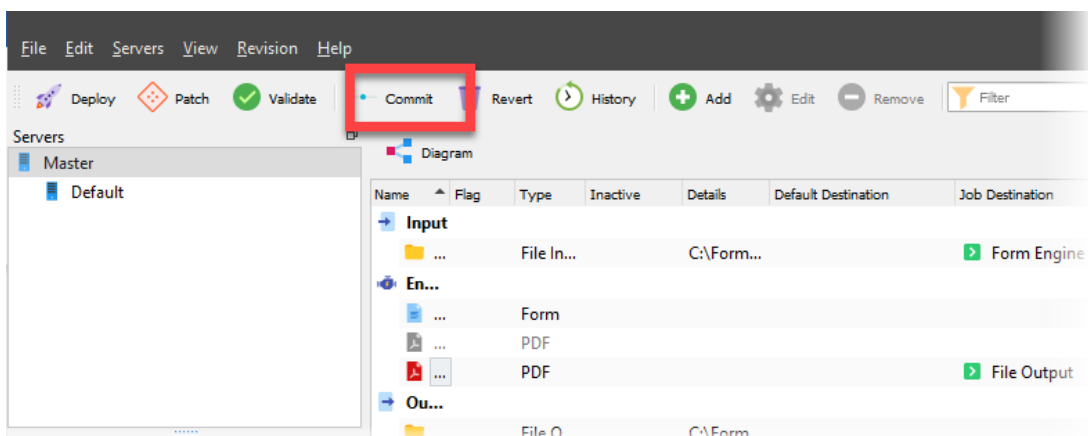 File Edit Servers View Revision Help
Deploy Patch Validate Commit Revert History Add Edit Remove Filter
Servers
Master
Default
Diagram
Name Flag Type Inactive Details Default Destination Job Destination
Input
... File In... C:\Form... Form Engine
En...
... Form
... PDF
... PDF File Output
Ou...
File O C:\Form